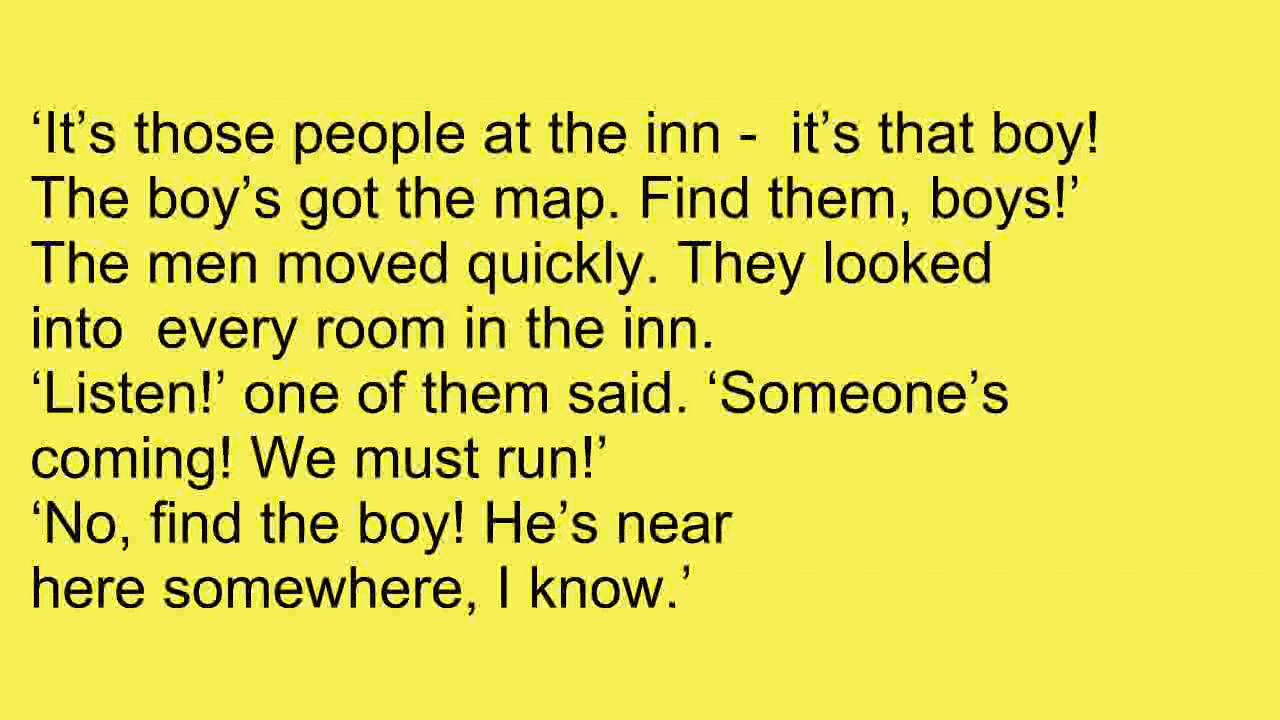 ‘It’s those people at the inn -  it’s that boy!
The boy’s got the map. Find them, boys!’
The men moved quickly. They looked
into  every room in the inn.
‘Listen!’ one of them said. ‘Someone’s
coming! We must run!’
‘No, find the boy! He’s near
here somewhere, I know.’